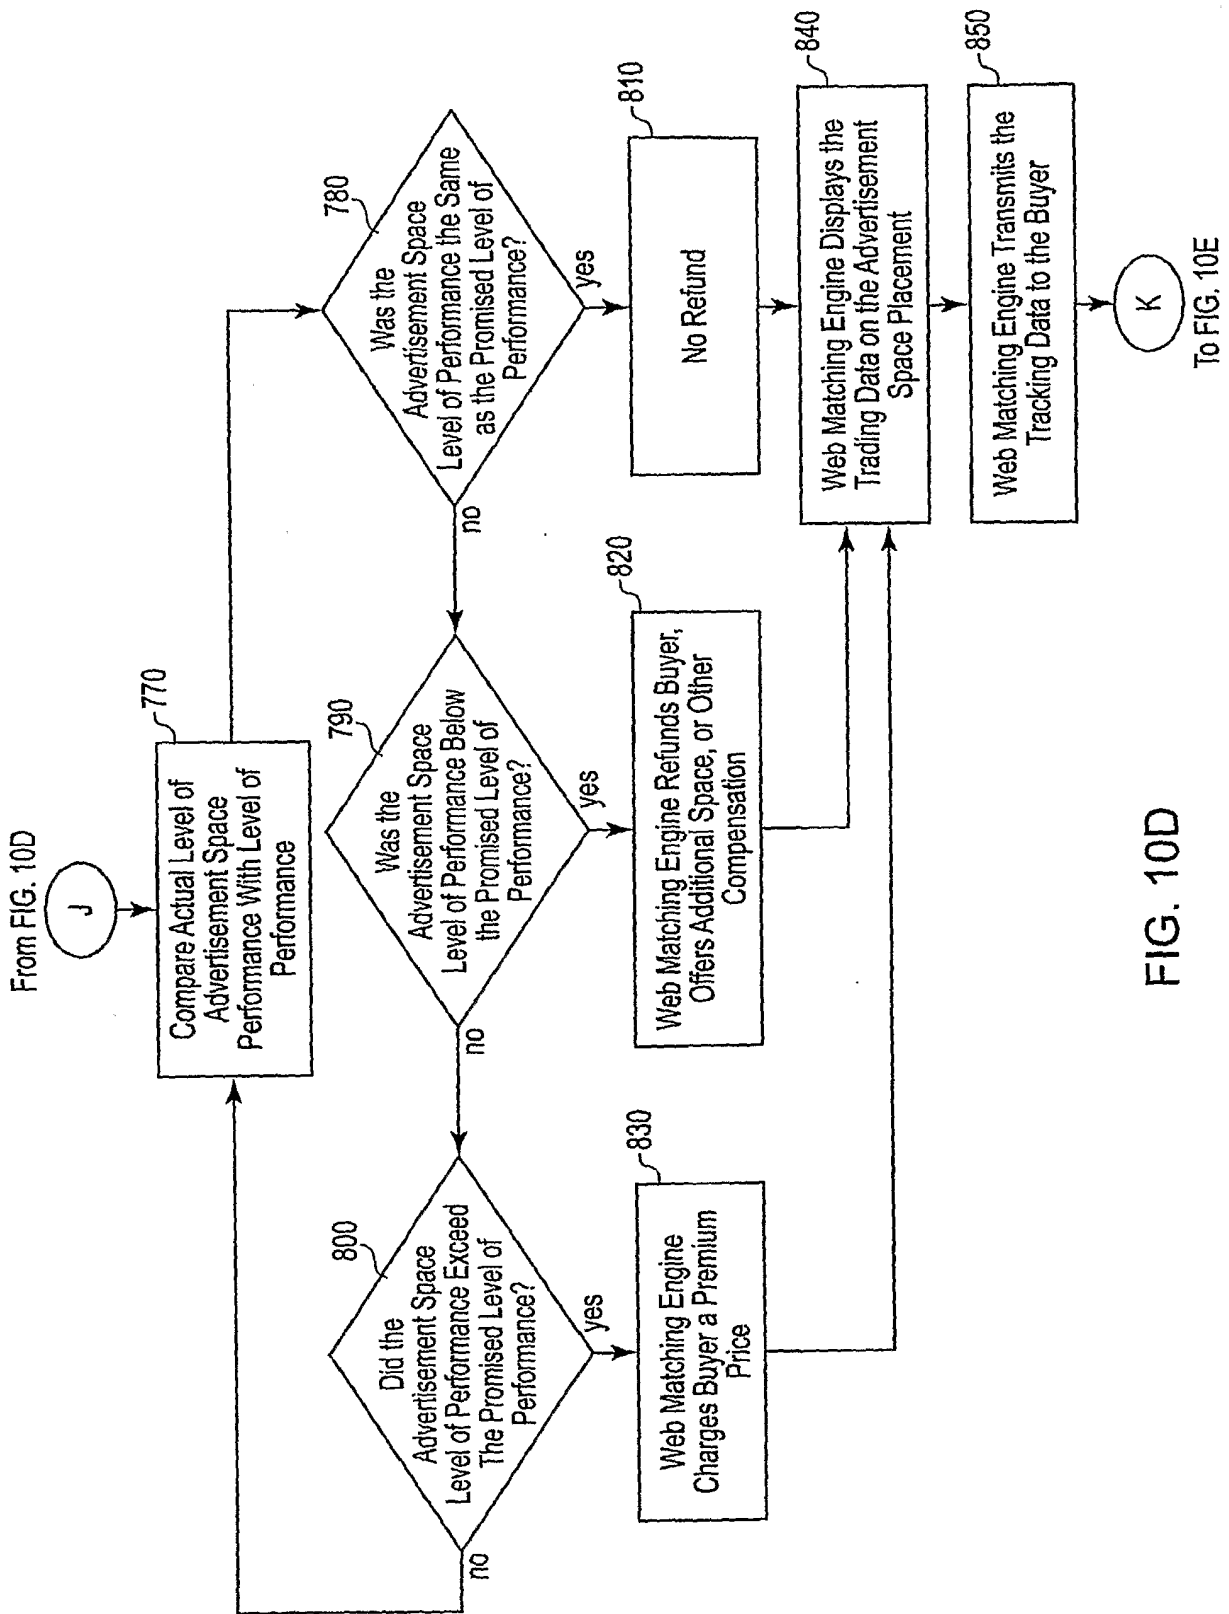 From FIG. 10D
J
770
Compare Actual Level of
Advertisement Space
Performance With Level of
Performance
780
Was the
Advertisement Space
Level of Performance the Same
as the Promised Level of
Performance?
yes
no
790
Was the
Advertisement Space
Level of Performance Below
the Promised Level of
Performance?
yes
no
800
Did the
Advertisement Space
Level of Performance Exceed
The Promised Level of
Performance?
yes
no
810
No Refund
820
Web Matching Engine Refunds Buyer,
Offers Additional Space, or Other
Compensation
830
Web Matching Engine
Charges Buyer a Premium
Price
840
Web Matching Engine Displays the
Trading Data on the Advertisement
Space Placement
850
Web Matching Engine Transmits the
Tracking Data to the Buyer
K
To FIG. 10E
FIG. 10D